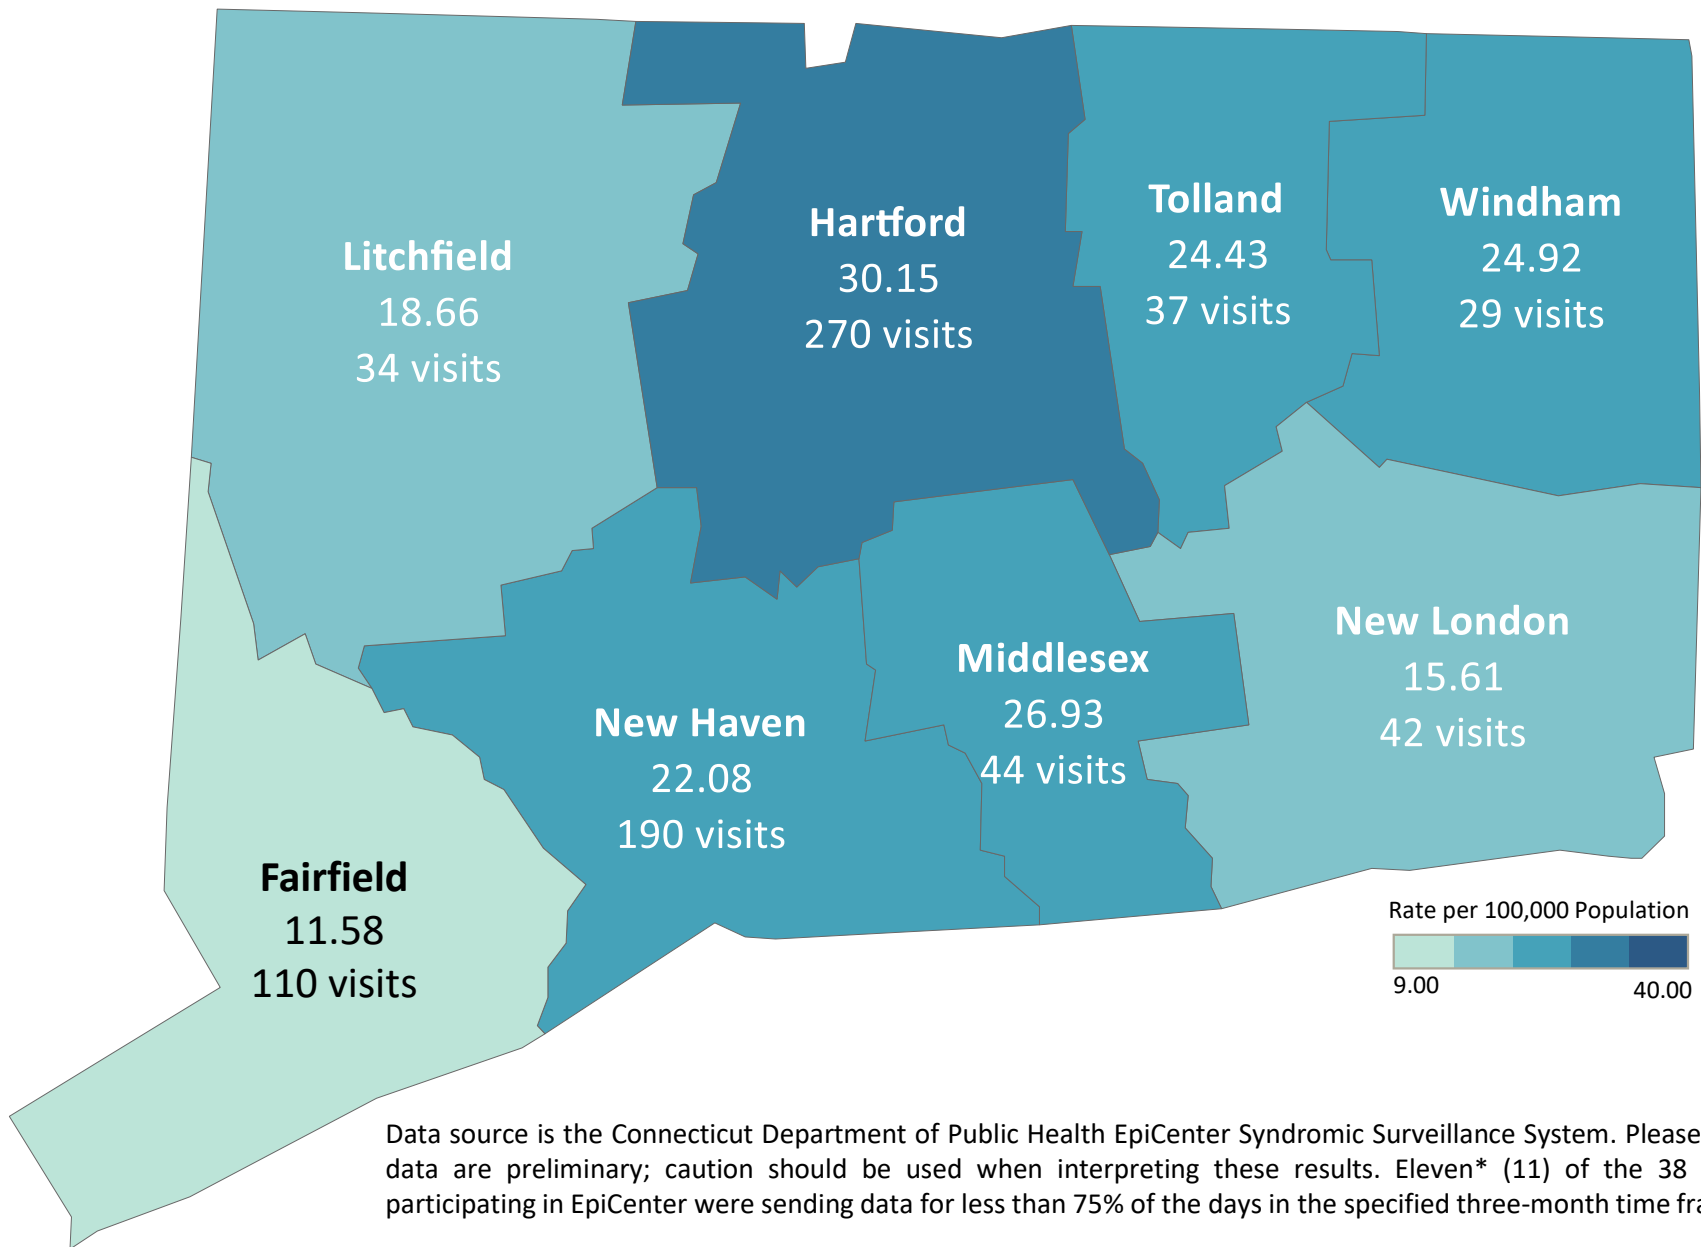 Litchfield
18.66
34 visits
Hartford
30.15
270 visits
Tolland
24.43
37 visits
Windham
24.92
29 visits
New London
15.61
42 visits
Middlesex
26.93
44 visits
New Haven
22.08
190 visits
Fairfield
11.58
110 visits
Rate per 100,000 Population
9.00 40.00
Data source is the Connecticut Department of Public Health EpiCenter Syndromic Surveillance System. Please
data are preliminary; caution should be used when interpreting these results. Eleven* (11) of the 38
participating in EpiCenter were sending data for less than 75% of the days in the specified three-month time fra